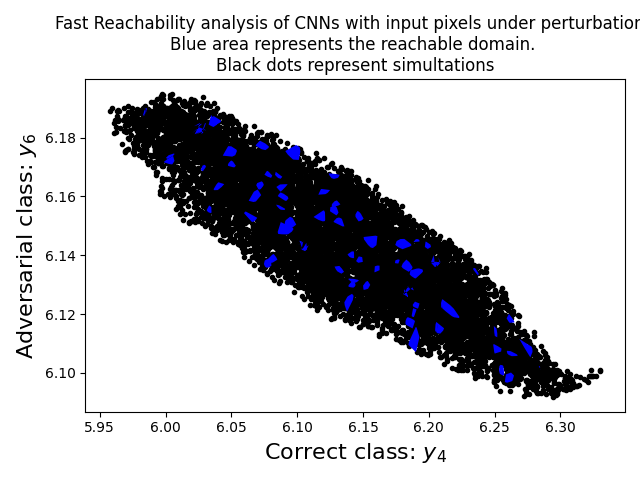 Fast Reachability analysis of CNNs with input pixels under perturbation
Blue area represents the reachable domain.
Black dots represent simultations
Adversarial class: y₆
6.18
6.16
6.14
6.12
6.10
5.95 6.00 6.05 6.10 6.15 6.20 6.25 6.30
Correct class: y₄